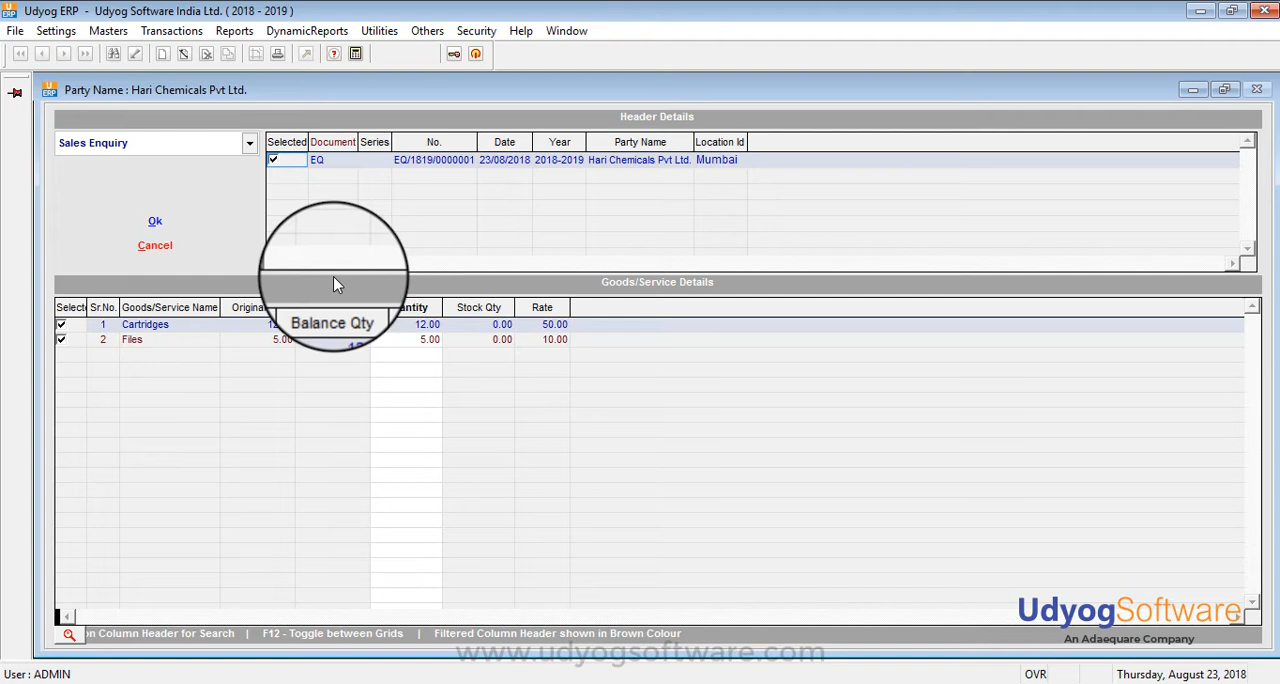 Udyog ERP - Udyog Software India Ltd. ( 2018 - 2019 )
File Settings Masters Transactions Reports DynamicReports Utilities Others Security Help Window
Party Name : Hari Chemicals Pvt Ltd.
Header Details
Sales Enquiry
Selected Document Series No. Date Year Party Name Location Id
EQ EQ/1819/0000001 23/08/2018 2018-2019 Hari Chemicals Pvt Ltd. Mumbai
Ok
Cancel
Goods/Service Details
Sr.No. Goods/Service Name Balance Qty Stock Qty Rate
1 Cartridges 12.00 0.00 50.00
2 Files 5.00 5.00 0.00 10.00
UdyogSoftware
An Adaequare Company
on Column Header for Search | F12 - Toggle between Grids | Filtered Column Header shown in Brown Colour
www.udyogsoftware.com
User : ADMIN OVR Thursday, August 23, 2018